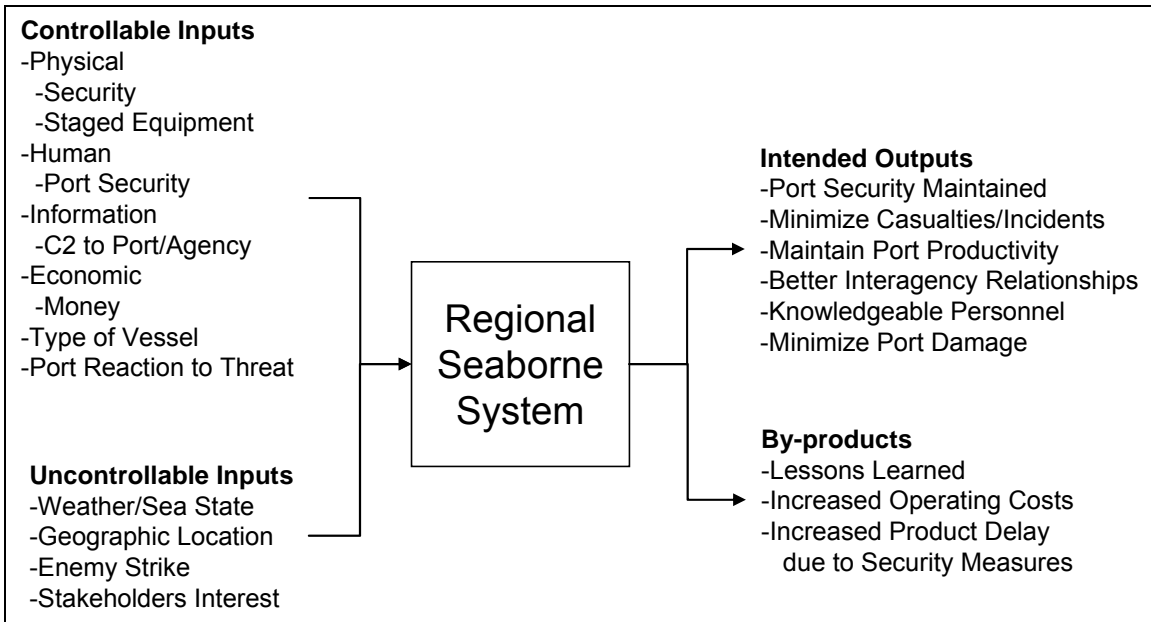 Controllable Inputs
-Physical
-Security
-Staged Equipment
-Human
-Port Security
-Information
-C2 to Port/Agency
-Economic
-Money
-Type of Vessel
-Port Reaction to Threat
Uncontrollable Inputs
-Weather/Sea State
-Geographic Location
-Enemy Strike
-Stakeholders Interest
Regional
Seaborne
System
Intended Outputs
-Port Security Maintained
-Minimize Casualties/Incidents
-Maintain Port Productivity
-Better Interagency Relationships
-Knowledgeable Personnel
-Minimize Port Damage
By-products
-Lessons Learned
-Increased Operating Costs
-Increased Product Delay
due to Security Measures